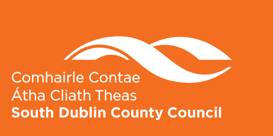 Comhairle Contae
Átha Cliath Theas
South Dublin County Council